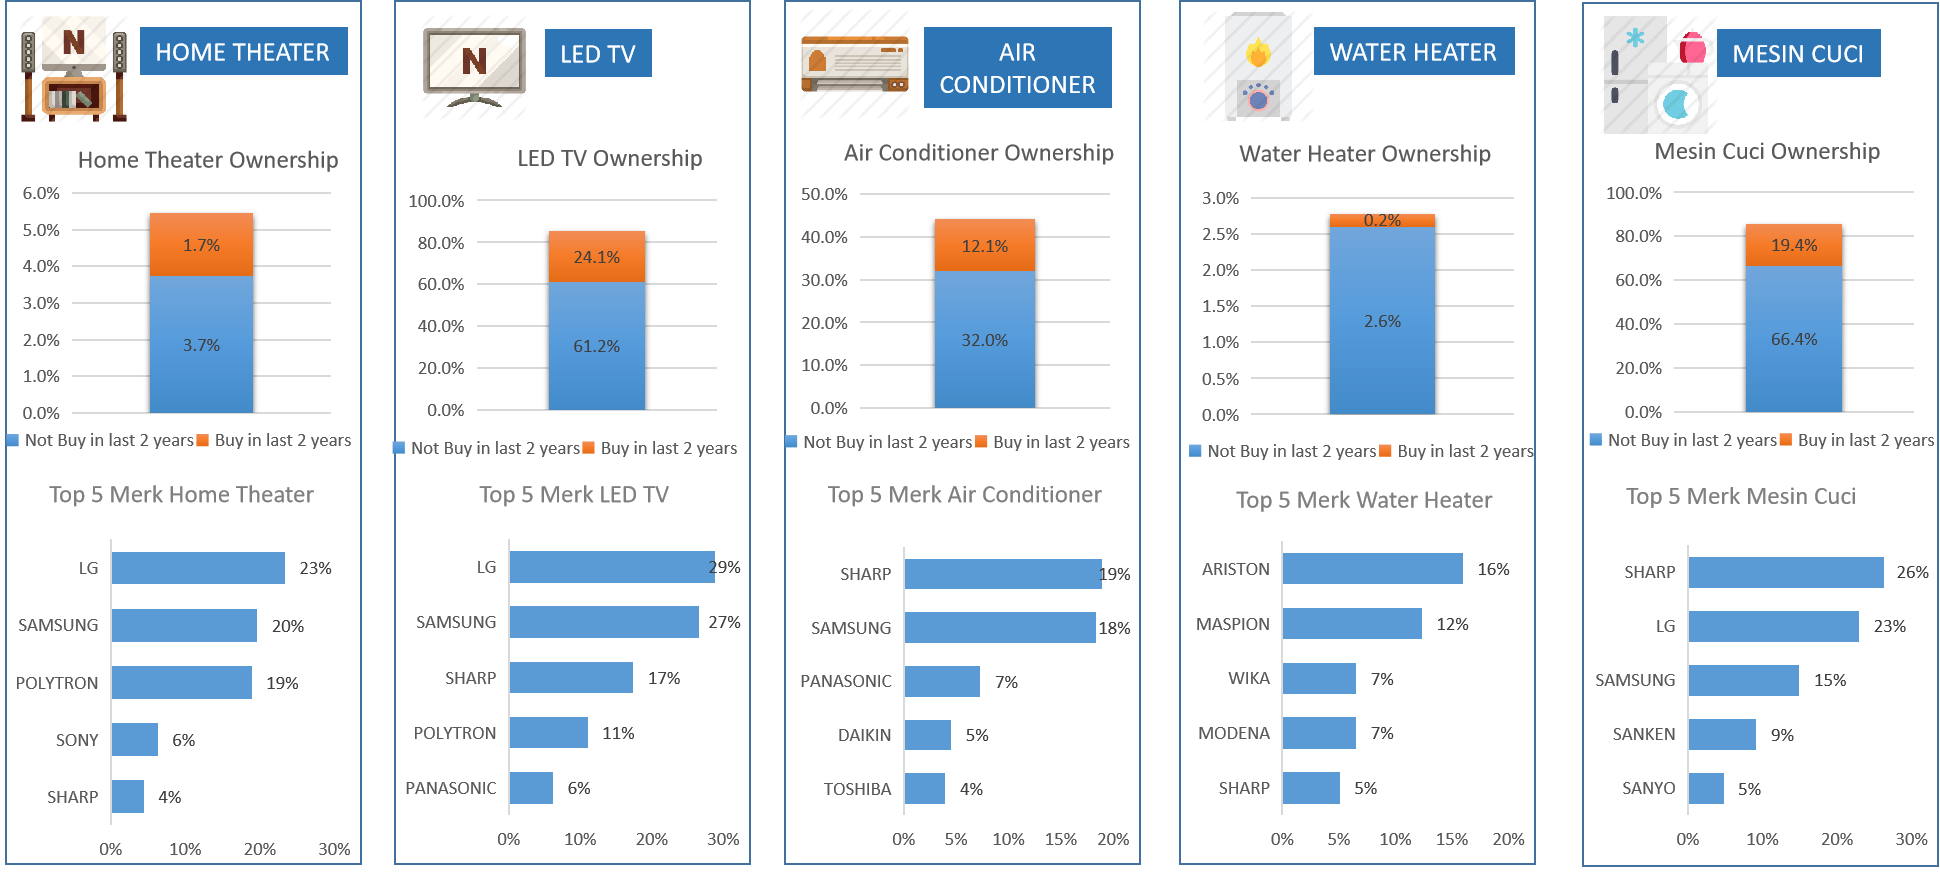 N
HOME THEATER
Home Theater Ownership
6.0%
5.0%
4.0%
3.0%
2.0%
1.0%
0.0%
1.7%
3.7%
Not Buy in last 2 years
Buy in last 2 years
Top 5 Merk Home Theater
LG 23%
SAMSUNG 20%
POLYTRON 19%
SONY 6%
SHARP 4%
0% 10% 20% 30%
N
LED TV
LED TV Ownership
100.0%
80.0%
60.0%
40.0%
20.0%
0.0%
24.1%
61.2%
Not Buy in last 2 years
Buy in last 2 years
Top 5 Merk LED TV
LG 29%
SAMSUNG 27%
SHARP 17%
POLYTRON 11%
PANASONIC 6%
0% 10% 20% 30%
AIR
CONDITIONER
Air Conditioner Ownership
50.0%
40.0%
30.0%
20.0%
10.0%
0.0%
12.1%
32.0%
Not Buy in last 2 years
Buy in last 2 years
Top 5 Merk Air Conditioner
SHARP 19%
SAMSUNG 18%
PANASONIC 7%
DAIKIN 5%
TOSHIBA 4%
0% 5% 10% 15% 20%
WATER HEATER
Water Heater Ownership
3.0%
2.5%
2.0%
1.5%
1.0%
0.5%
0.0%
0.2%
2.6%
Not Buy in last 2 years
Buy in last 2 years
Top 5 Merk Water Heater
ARISTON 16%
MASPION 12%
WIKA 7%
MODENA 7%
SHARP 5%
0% 5% 10% 15% 20%
MESIN CUCI
Mesin Cuci Ownership
100.0%
80.0%
60.0%
40.0%
20.0%
0.0%
19.4%
66.4%
Not Buy in last 2 years
Buy in last 2 years
Top 5 Merk Mesin Cuci
SHARP 26%
LG 23%
SAMSUNG 15%
SANKEN 9%
SANYO 5%
0% 10% 20% 30%